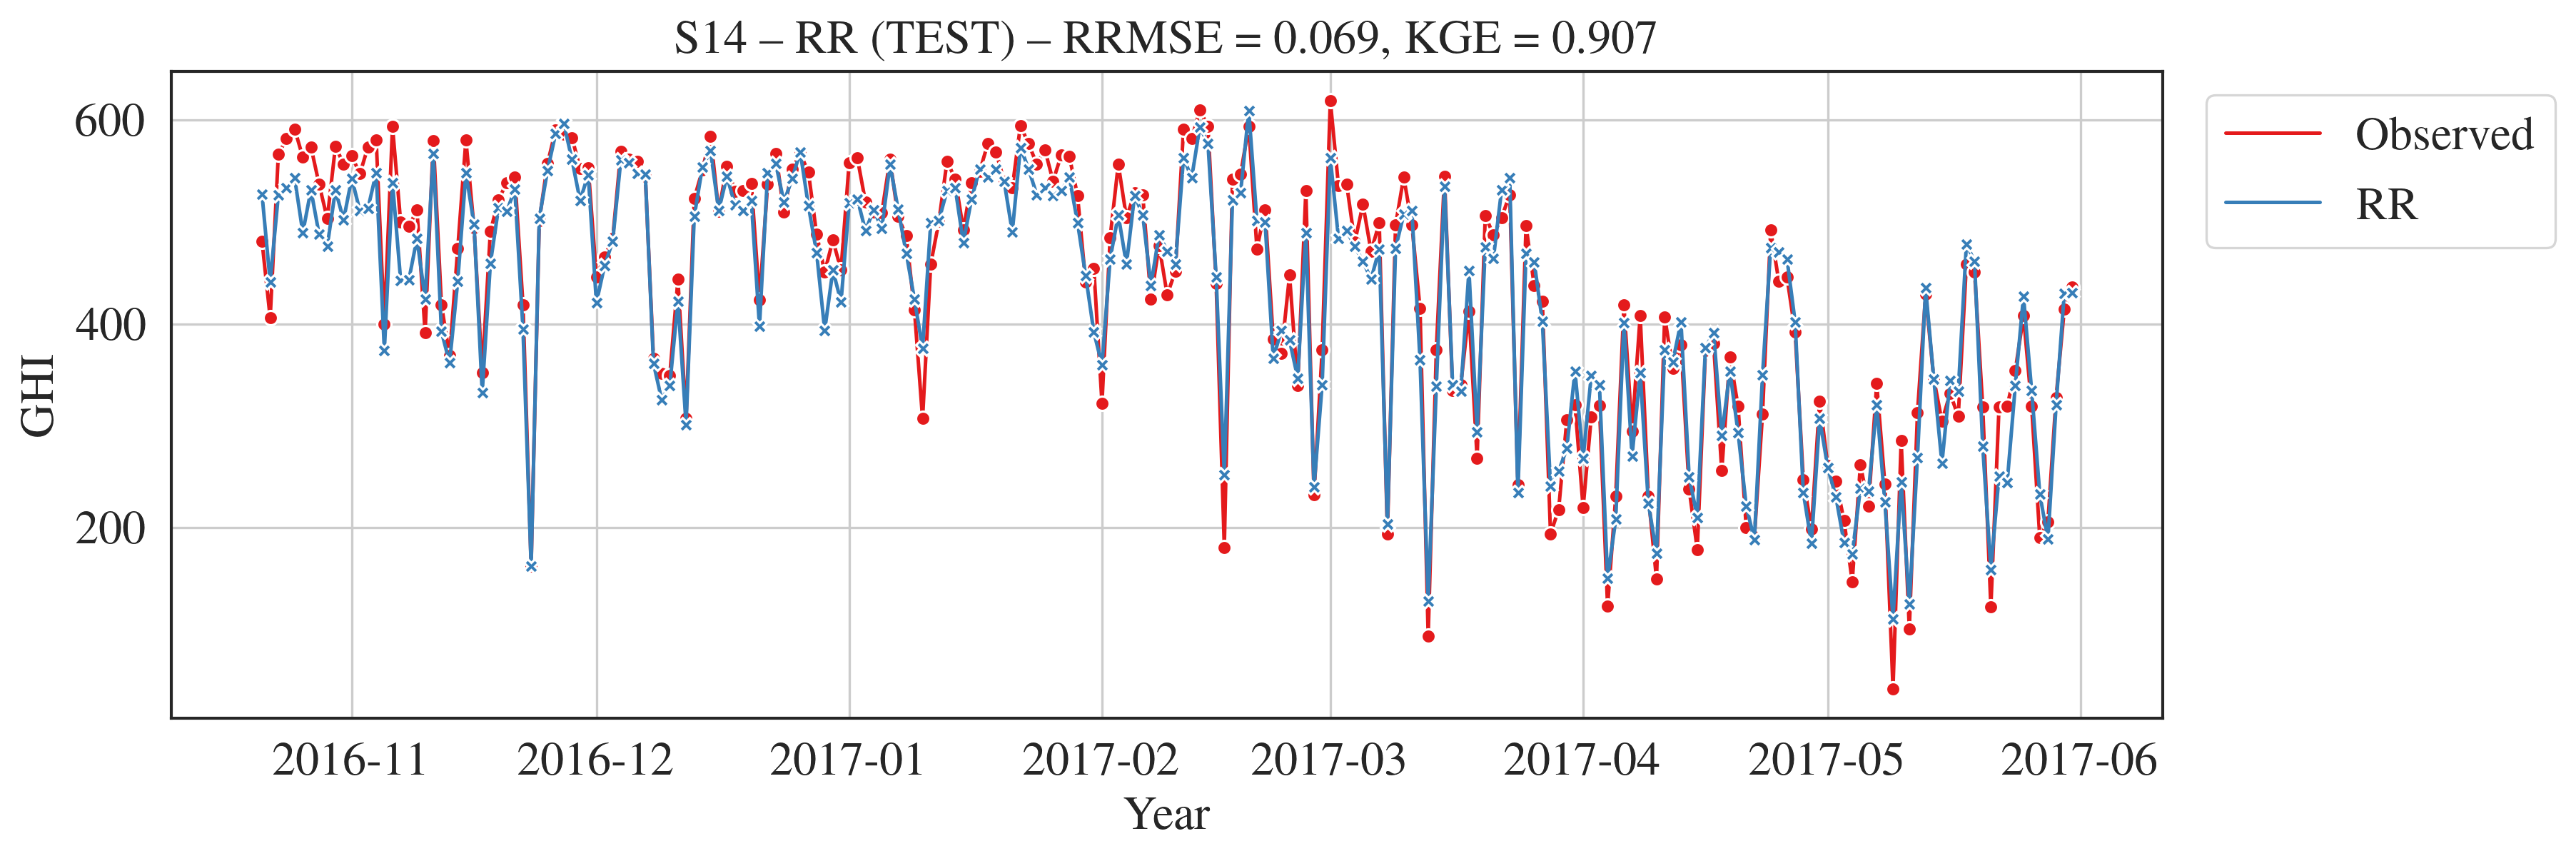 S14 – RR (TEST) – RRMSE = 0.069, KGE = 0.907
600
400
200
GHI
2016-11 2016-12 2017-01 2017-02 2017-03 2017-04 2017-05 2017-06
Year
Observed
RR